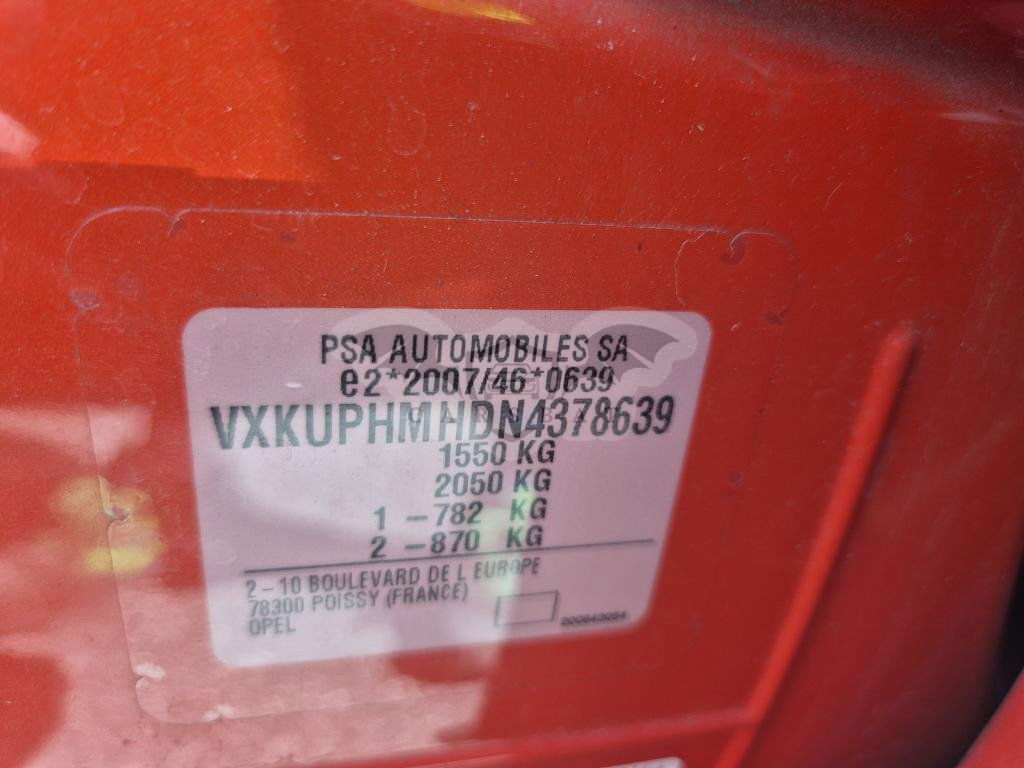 PSA AUTOMOBILES SA
e2*2007/46*0639
VXKUPHMHDN4378639
1550 KG
2050 KG
1 -782 KG
2 -870 KG
2-10 BOULEVARD DE L EUROPE
78300 POISSY (FRANCE)
OPEL